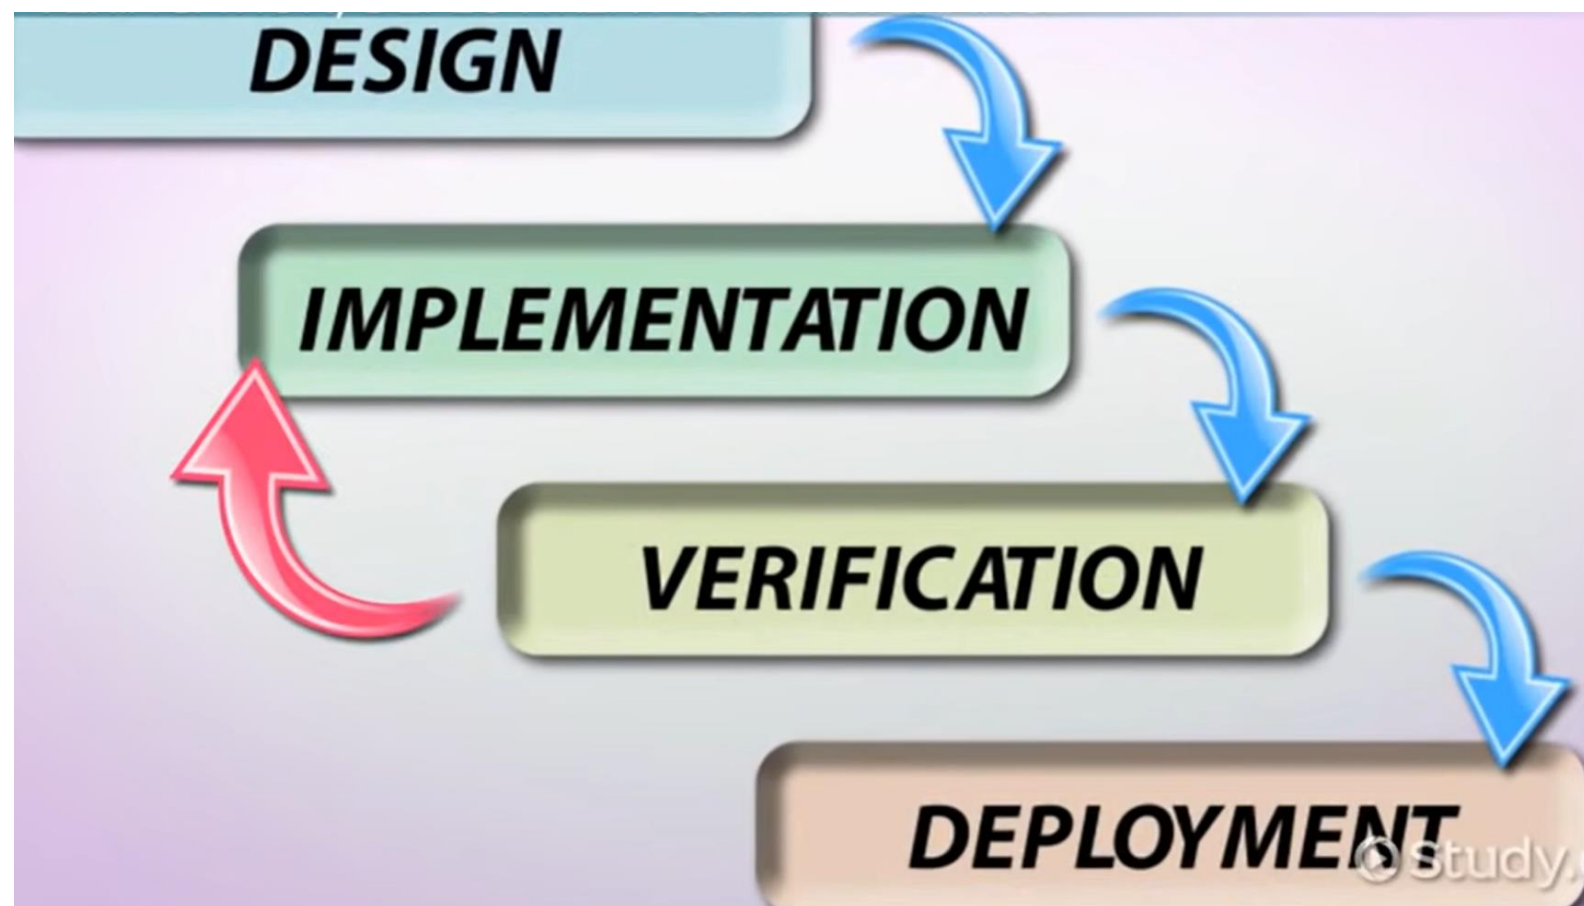 DESIGN
IMPLEMENTATION
VERIFICATION
DEPLOYMENT
Study.